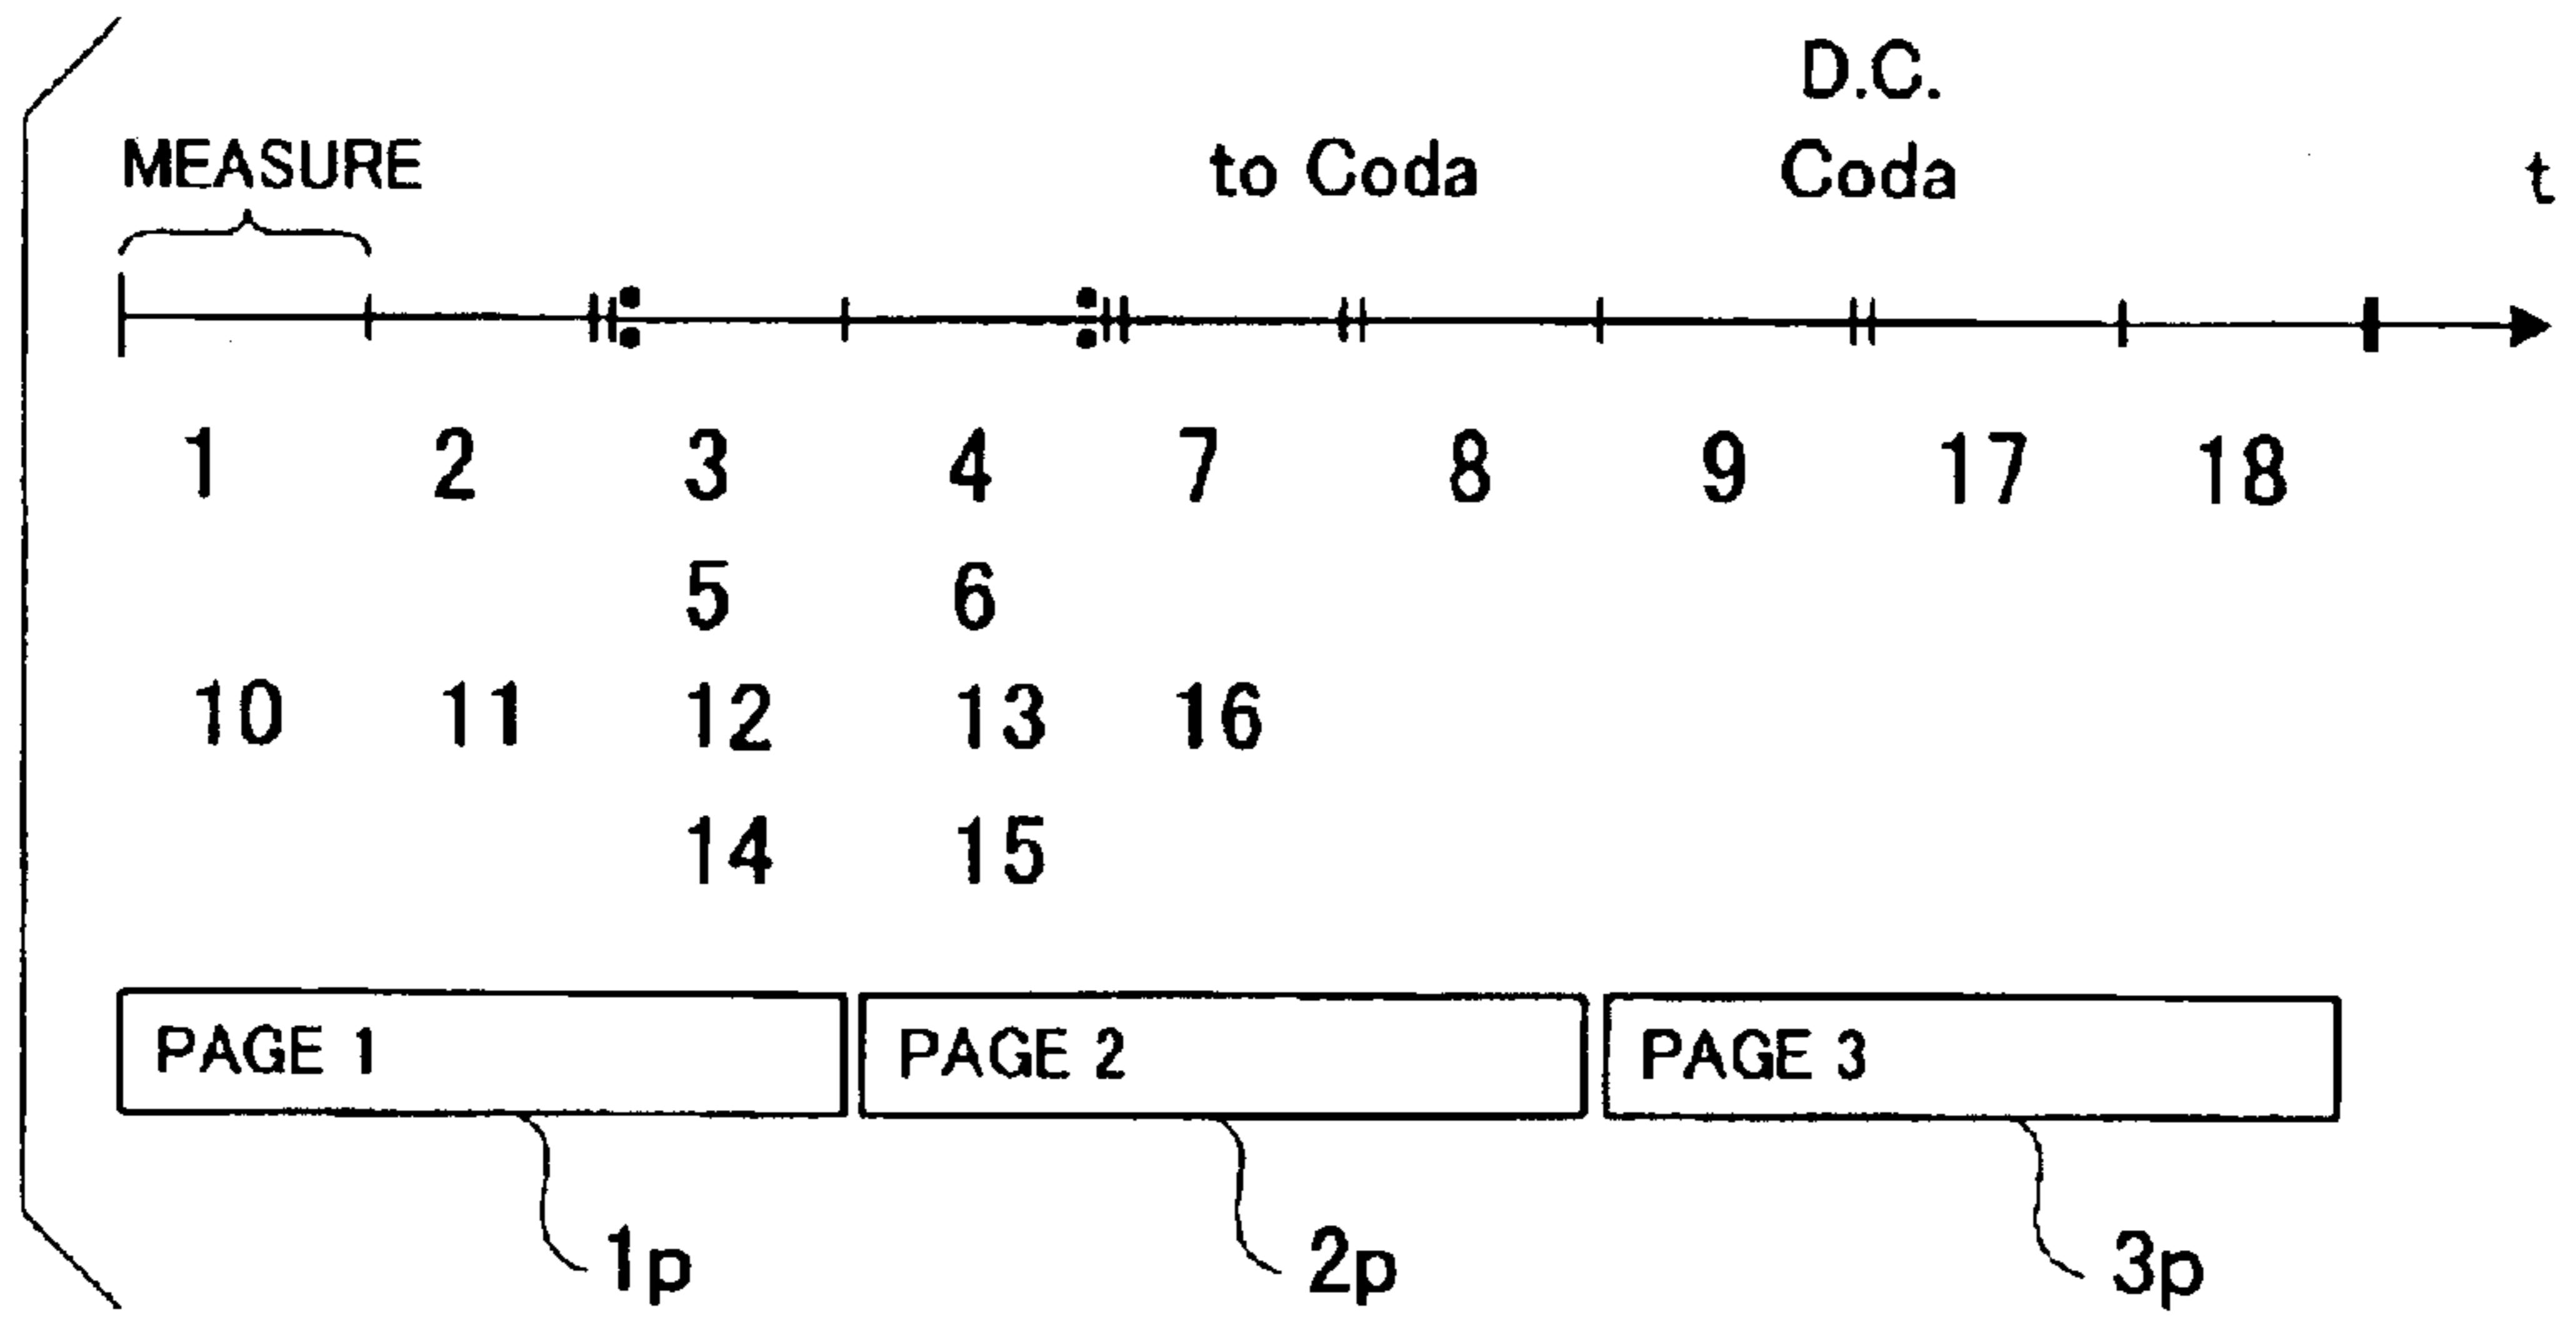 D.C.
MEASURE to Coda Coda t
1 2 3 4 7 8 9 17 18
5 6
10 11 12 13 16
14 15
PAGE 1 PAGE 2 PAGE 3
1p 2p 3p